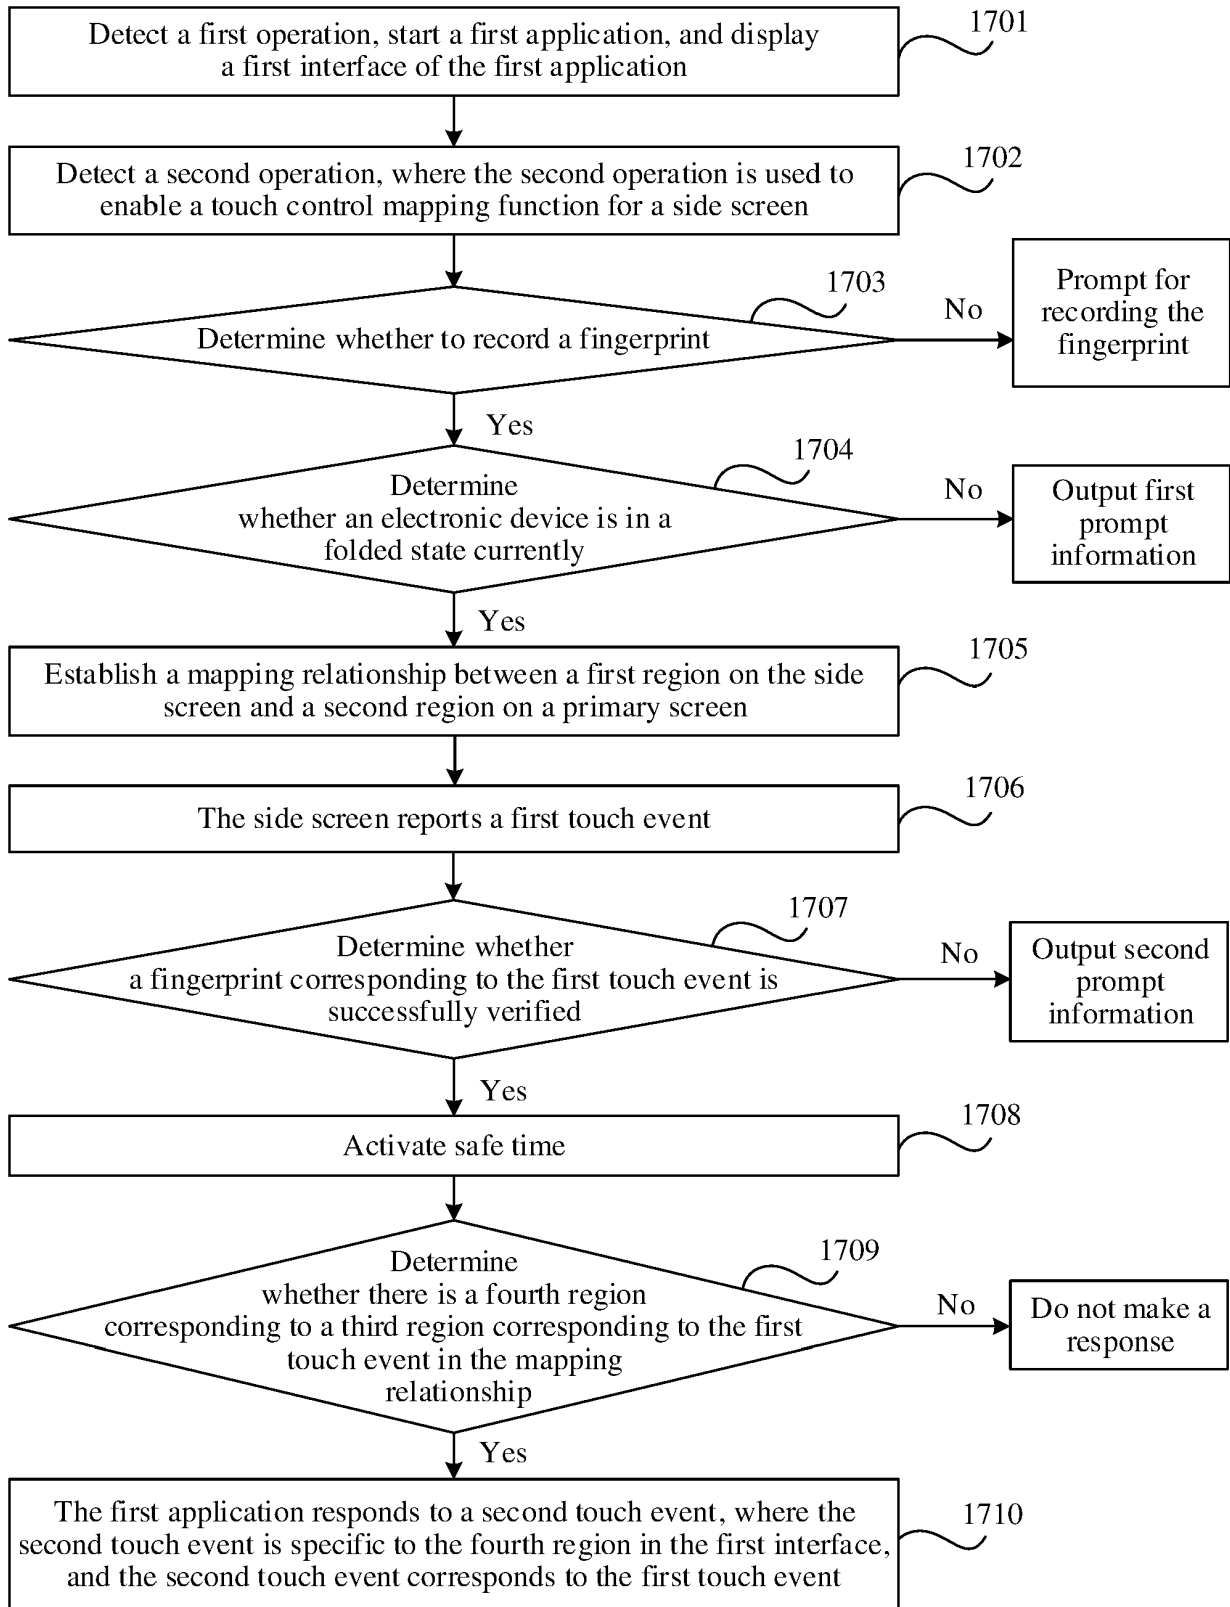 Detect a first operation, start a first application, and display
a first interface of the first application
1701
Detect a second operation, where the second operation is used to
enable a touch control mapping function for a side screen
1702
Determine whether to record a fingerprint
1703
No
Prompt for
recording the
fingerprint
Yes
Determine
whether an electronic device is in a
folded state currently
1704
No
Output first
prompt
information
Yes
Establish a mapping relationship between a first region on the side
screen and a second region on a primary screen
1705
The side screen reports a first touch event
1706
Determine whether
a fingerprint corresponding to the first touch event is
successfully verified
1707
No
Output second
prompt
information
Yes
Activate safe time
1708
Determine
whether there is a fourth region
corresponding to a third region corresponding to the first
touch event in the mapping
relationship
1709
No
Do not make a
response
Yes
The first application responds to a second touch event, where the
second touch event is specific to the fourth region in the first interface,
and the second touch event corresponds to the first touch event
1710